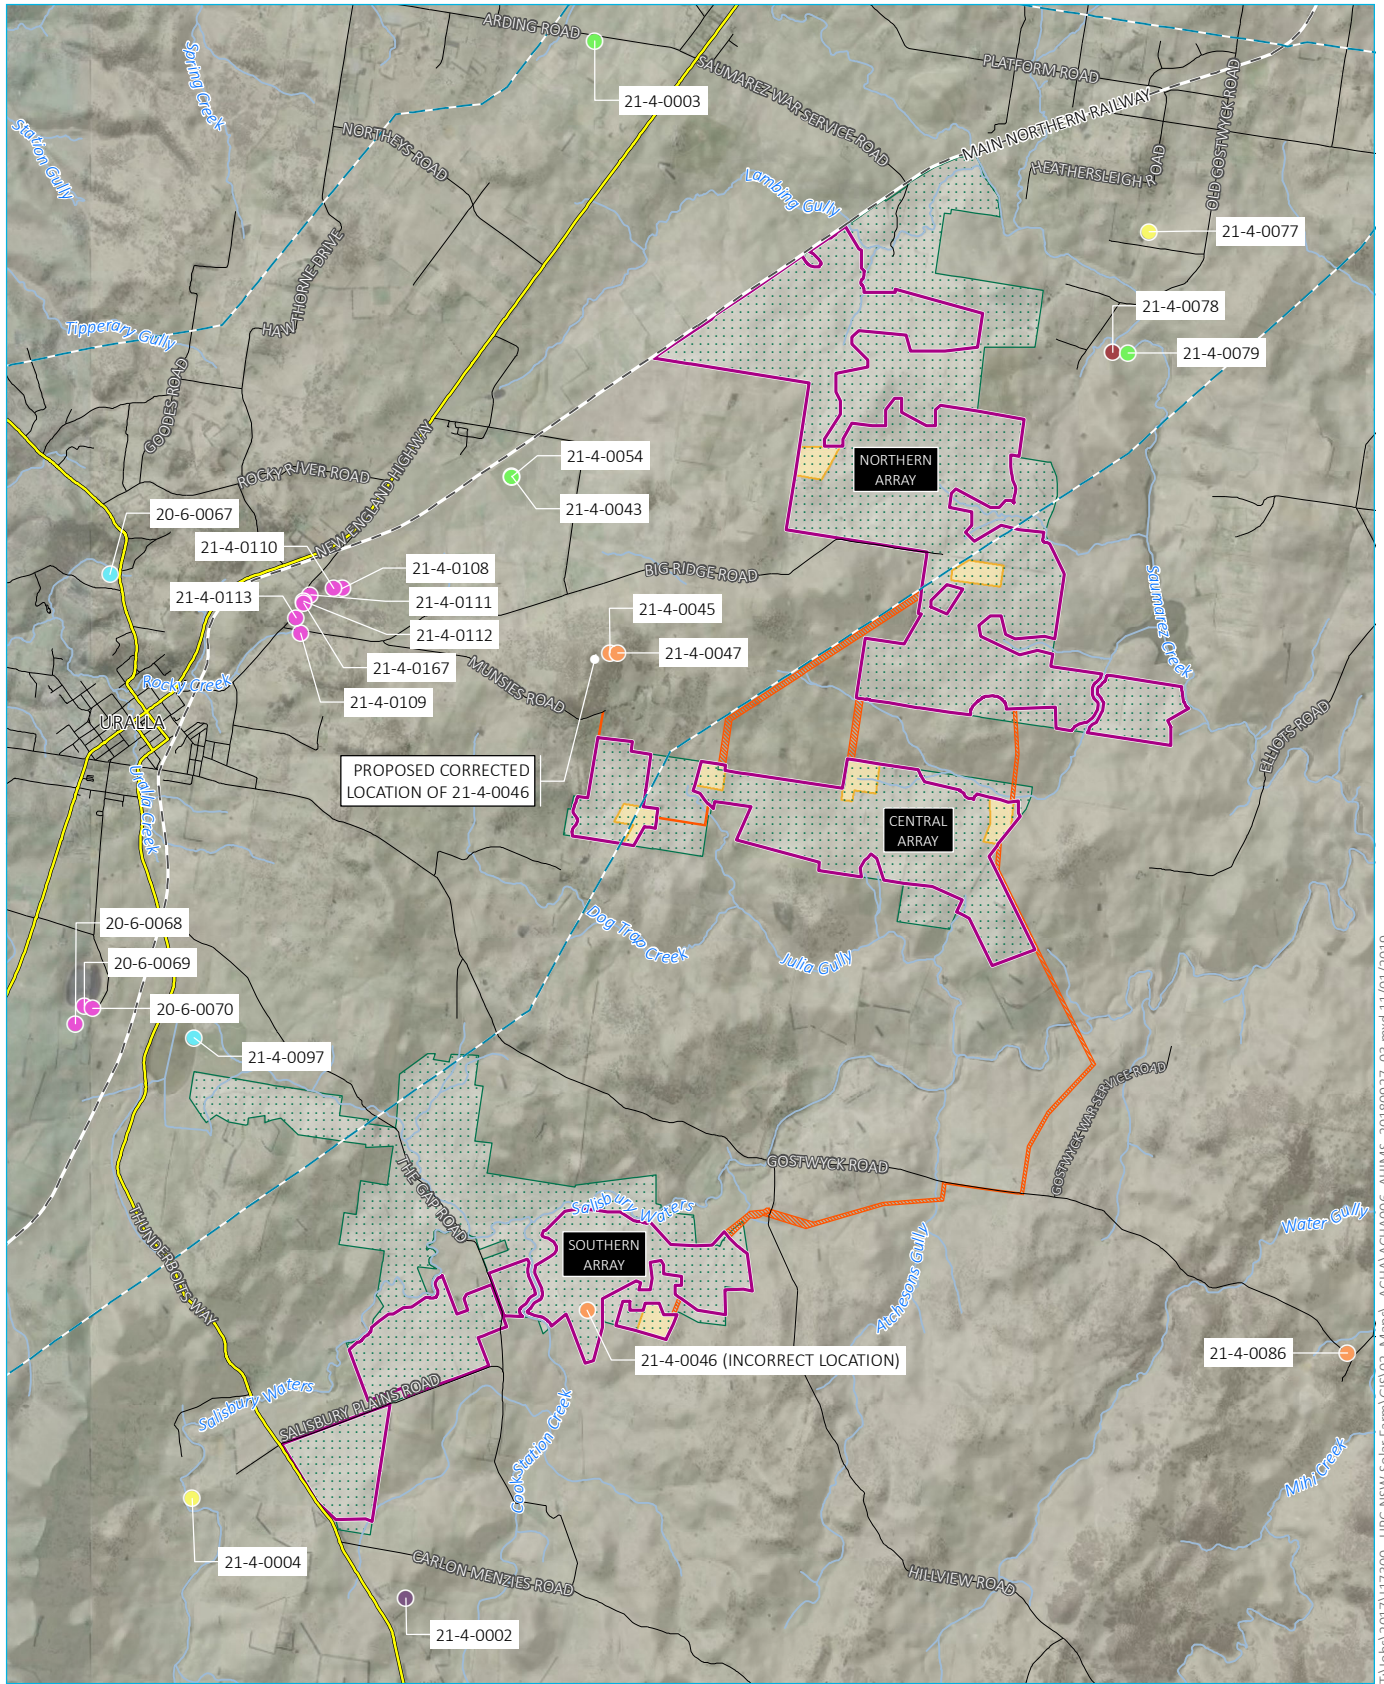 ARDING ROAD
21-4-0003
SAUMAREZ WAR SERVICE ROAD
PLATFORM ROAD
MAIN NORTHERN RAILWAY
OLD GOSTWYCK ROAD
HEATHERSLEIGH ROAD
Spring Creek
Station Gully
NORTHEYS ROAD
Lambing Gully
21-4-0077
HAWTHORNE DRIVE
Tipperary Gully
21-4-0078
21-4-0079
GOODES ROAD
NEW ENGLAND HIGHWAY
ROCKY RIVER ROAD
21-4-0054
21-4-0043
NORTHERN
ARRAY
20-6-0067
21-4-0110
21-4-0108
21-4-0113
21-4-0111
21-4-0112
21-4-0167
21-4-0109
BIG RIDGE ROAD
21-4-0045
21-4-0047
MUNSIES ROAD
Saumarez Creek
Rocky Creek
URALLA
Uralla Creek
PROPOSED CORRECTED
LOCATION OF 21-4-0046
ELLIOTS ROAD
CENTRAL
ARRAY
20-6-0068
20-6-0069
20-6-0070
21-4-0097
Dog Trap Creek
Julia Gully
GOSTWYCK WAR SERVICE ROAD
GOSTWYCK ROAD
THE GAP ROAD
Salisbury Waters
SOUTHERN
ARRAY
THUNDERBOLTS WAY
Water Gully
Atchesons Gully
21-4-0046 (INCORRECT LOCATION)
21-4-0086
Salisbury Waters
SALISBURY PLAINS ROAD
Cook Station Creek
Mihi Creek
21-4-0004
CARLON MENZIES ROAD
HILLVIEW ROAD
21-4-0002